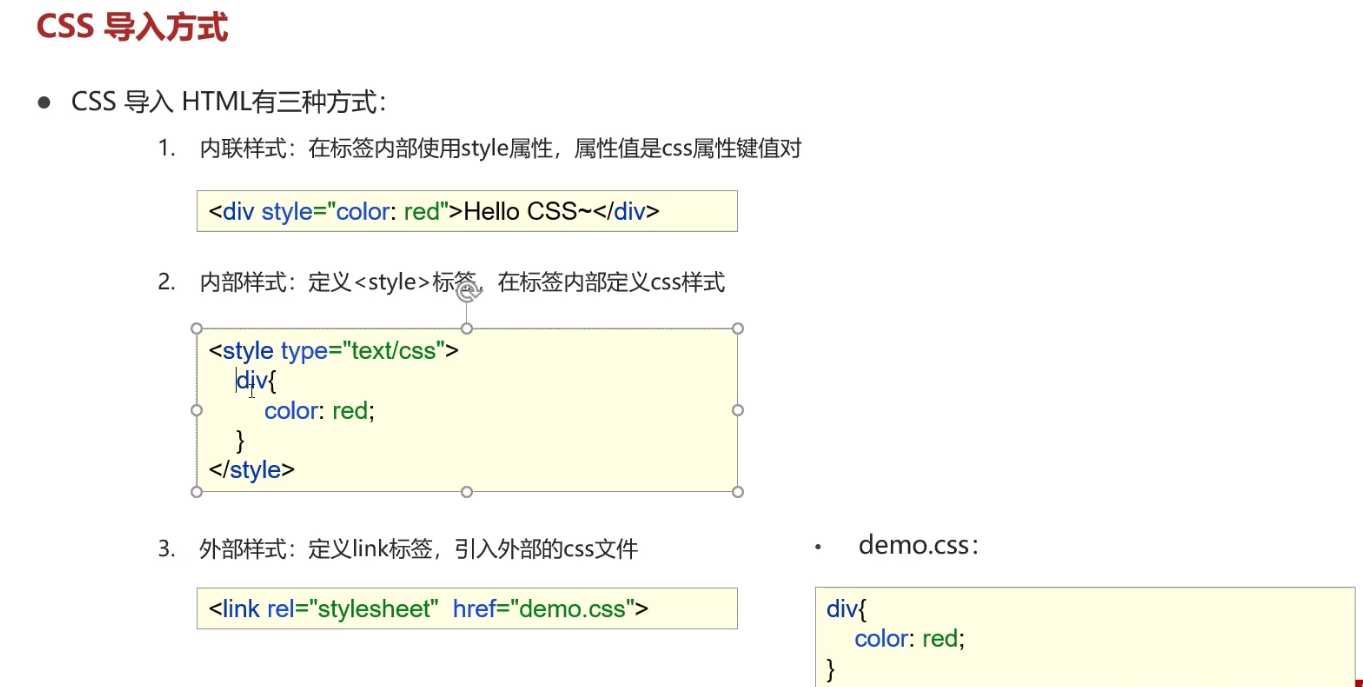 CSS 导入方式
● CSS 导入 HTML有三种方式：
1. 内联样式：在标签内部使用style属性，属性值是css属性键值对
<div style="color: red">Hello CSS~</div>
2. 内部样式：定义<style>标签，在标签内部定义css样式
<style type="text/css">
div{
color: red;
}
</style>
3. 外部样式：定义link标签，引入外部的css文件
<link rel="stylesheet" href="demo.css">
• demo.css：
div{
color: red;
}